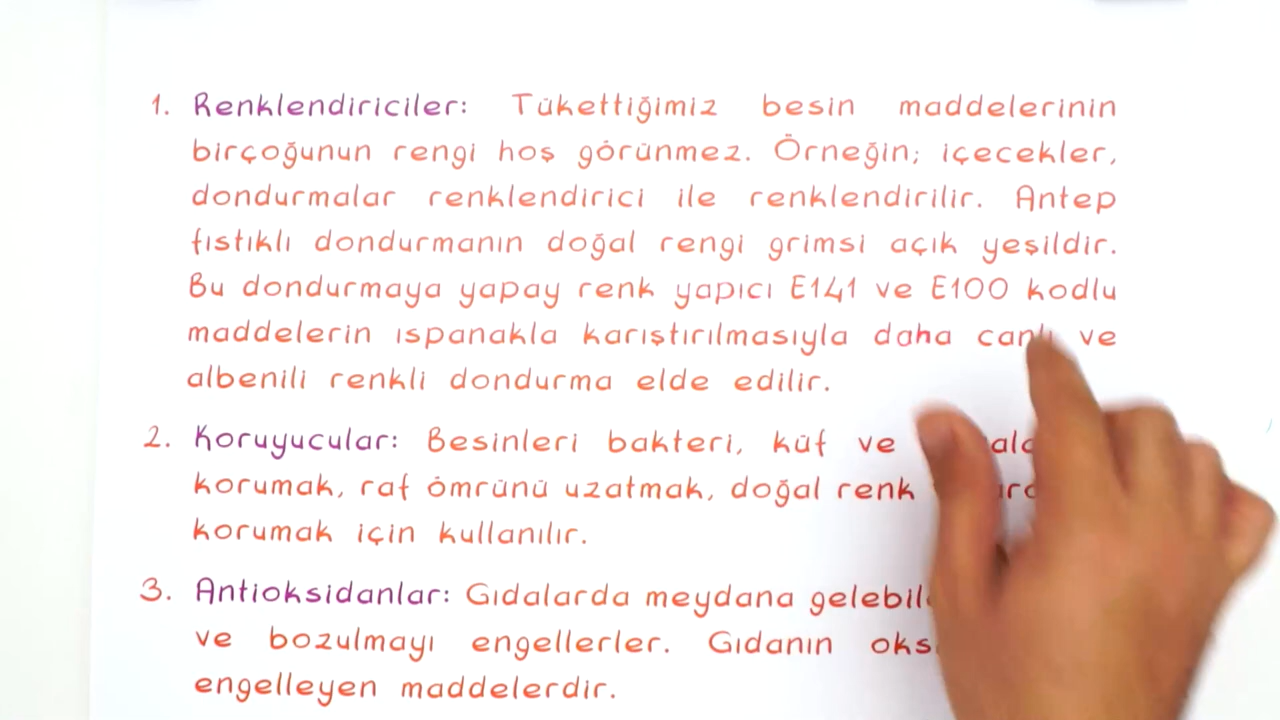 1. Renklendiriciler: Tükettiğimiz besin maddelerinin
birçoğunun rengi hoş görünmez. Örneğin; içecekler,
dondurmalar renklendirici ile renklendirilir. Antep
fıstıklı dondurmanın doğal rengi grimsi açık yeşildir.
Bu dondurmaya yapay renk yapıcı E141 ve E100 kodlu
maddelerin ıspanakla karıştırılmasıyla daha canlı ve
albenili renkli dondurma elde edilir.
2. Koruyucular: Besinleri bakteri, küf ve
korumak, raf ömrünü uzatmak, doğal renk
korumak için kullanılır.
3. Antioksidanlar: Gıdalarda meydana
ve bozulmayı engellerler. Gıdanın
engelleyen maddelerdir.